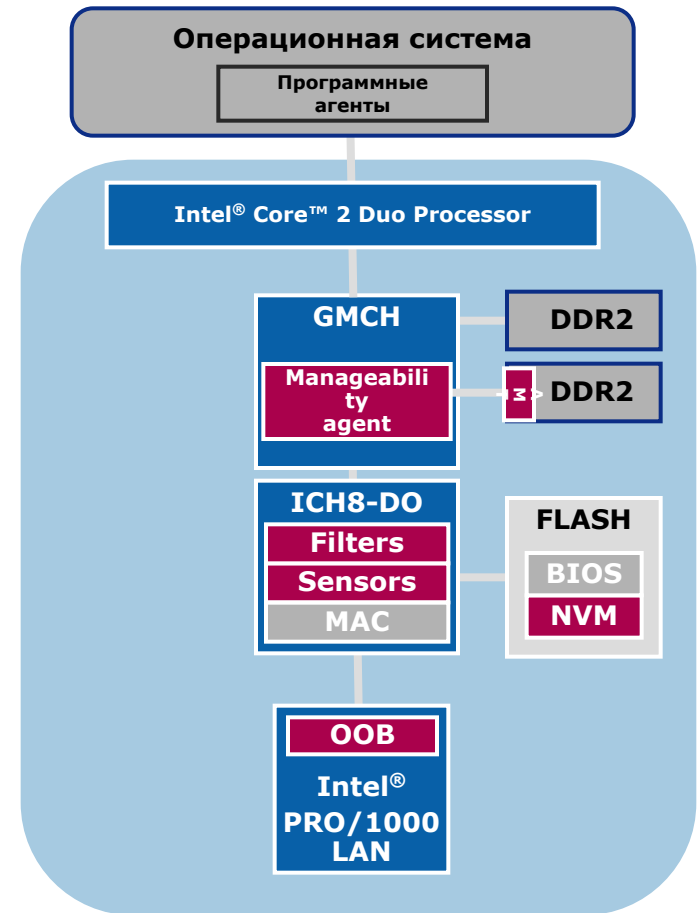 Операционная система
Программные
агенты
Intel® Core™ 2 Duo Processor
GMCH
DDR2
Manageabili
ty
agent
DDR2
ICH8-DO
Filters
Sensors
MAC
FLASH
BIOS
NVM
OOB
Intel®
PRO/1000
LAN